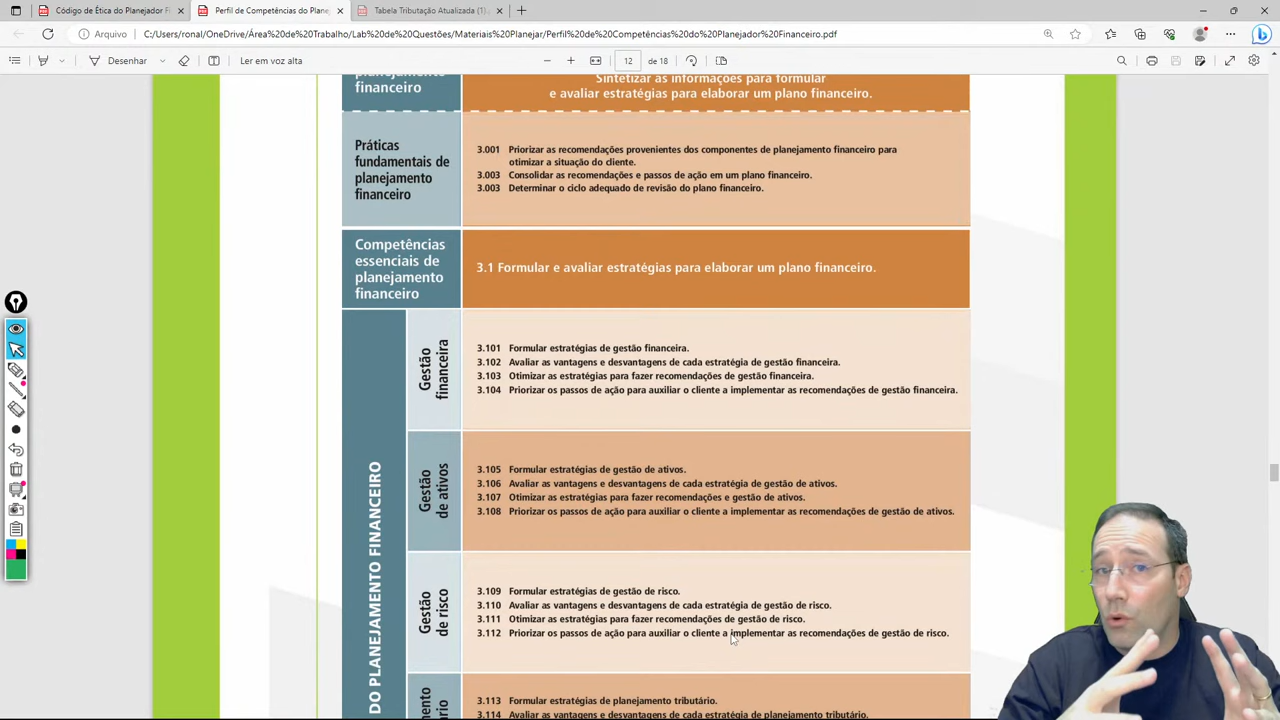 Código de Ética do Planejador Fi
Perfil de Competências do Plane
Tabela Tributação Atualizada (1).
Arquivo
C:/Users/ronal/OneDrive/Área%20de%20Trabalho/Lab%20de%20Questões/Materiais%20Planejar/Perfil%20de%20Competências%20do%20Planejador%20Financeiro.pdf
Desenhar
Ler em voz alta
12
de 18
planejamento
financeiro
Sintetizar as informações para formular
e avaliar estratégias para elaborar um plano financeiro.
Práticas
fundamentais de
planejamento
financeiro
3.001 Priorizar as recomendações provenientes dos componentes de planejamento financeiro para
otimizar a situação do cliente.
3.003 Consolidar as recomendações e passos de ação em um plano financeiro.
3.003 Determinar o ciclo adequado de revisão do plano financeiro.
Competências
essenciais de
planejamento
financeiro
3.1 Formular e avaliar estratégias para elaborar um plano financeiro.
DO PLANEJAMENTO FINANCEIRO
Gestão
financeira
3.101 Formular estratégias de gestão financeira.
3.102 Avaliar as vantagens e desvantagens de cada estratégia de gestão financeira.
3.103 Otimizar as estratégias para fazer recomendações de gestão financeira.
3.104 Priorizar os passos de ação para auxiliar o cliente a implementar as recomendações de gestão financeira.
Gestão
de ativos
3.105 Formular estratégias de gestão de ativos.
3.106 Avaliar as vantagens e desvantagens de cada estratégia de gestão de ativos.
3.107 Otimizar as estratégias para fazer recomendações e gestão de ativos.
3.108 Priorizar os passos de ação para auxiliar o cliente a implementar as recomendações de gestão de ativos.
Gestão
de risco
3.109 Formular estratégias de gestão de risco.
3.110 Avaliar as vantagens e desvantagens de cada estratégia de gestão de risco.
3.111 Otimizar as estratégias para fazer recomendações de gestão de risco.
3.112 Priorizar os passos de ação para auxiliar o cliente a implementar as recomendações de gestão de risco.
mento
ário
3.113 Formular estratégias de planejamento tributário.
3.114 Avaliar as vantagens e desvantagens de cada estratégia de planejamento tributário.